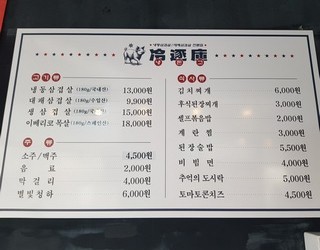 冷逐庫
고기류
냉동삼겹살(180g/국내산) 13,000원
대패삼겹살(180g/수입산) 9,900원
생삼겹살(180g/국내산) 15,000원
이베리코목살(180g/스페인산) 18,000원
주류
소주/맥주 4,500원
음료 2,000원
막걸리 4,000원
별빛청하 6,000원
식사류
김치찌개 6,000원
후식된장찌개 3,000원
셀프볶음밥 2,000원
계란찜 3,000원
된장술밥 5,500원
비빔면 4,000원
추억의 도시락 5,000원
토마토콘치즈 4,500원